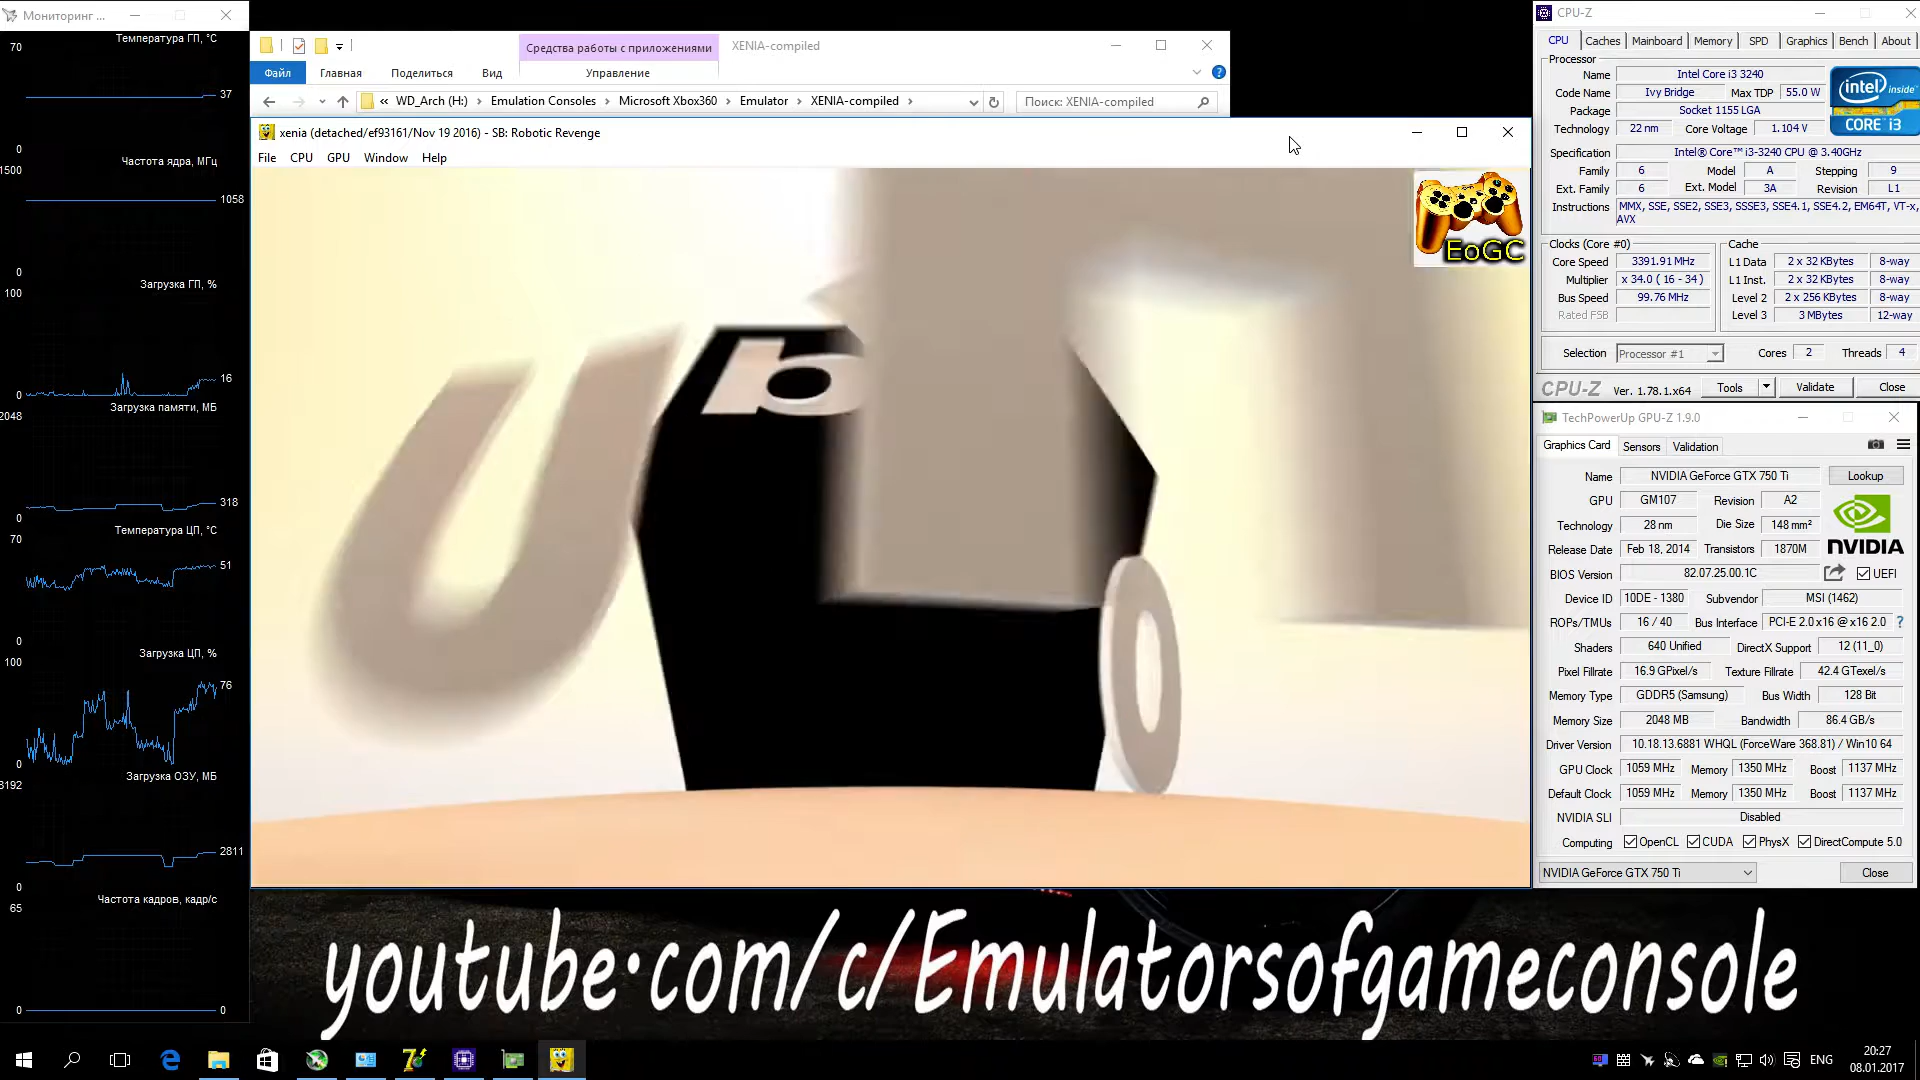 Мониторинг ...
Температура ГП, °C
70
37
0
Частота ядра, МГц
1500
1058
0
Загрузка ГП, %
100
16
0
Загрузка памяти, МБ
2048
318
0
Температура ЦП, °C
70
51
0
Загрузка ЦП, %
100
76
0
Загрузка ОЗУ, МБ
8192
2811
0
Частота кадров, кадр/с
65
0
0
Средства работы с приложениями
XENIA-compiled
Файл
Главная
Поделиться
Вид
Управление
« WD_Arch (H:) > Emulation Consoles > Microsoft Xbox360 > Emulator > XENIA-compiled >
Поиск: XENIA-compiled
xenia (detached/ef93161/Nov 19 2016) - SB: Robotic Revenge
File CPU GPU Window Help
EoGC
CPU-Z
CPU Caches Mainboard Memory SPD Graphics Bench About
Processor
Name Intel Core i3 3240
Code Name Ivy Bridge Max TDP 55.0 W
Package Socket 1155 LGA
Technology 22 nm Core Voltage 1.104 V
intel inside™
CORE i3
Specification Intel® Core™ i3-3240 CPU @ 3.40GHz
Family 6 Model A Stepping 9
Ext. Family 6 Ext. Model 3A Revision L1
Instructions MMX, SSE, SSE2, SSE3, SSSE3, SSE4.1, SSE4.2, EM64T, VT-x,
AVX
Clocks (Core #0)
Core Speed 3391.91 MHz
Multiplier x 34.0 ( 16 - 34 )
Bus Speed 99.76 MHz
Rated FSB
Cache
L1 Data 2 x 32 KBytes 8-way
L1 Inst. 2 x 32 KBytes 8-way
Level 2 2 x 256 KBytes 8-way
Level 3 3 MBytes 12-way
Selection Processor #1 Cores 2 Threads 4
CPU-Z Ver. 1.78.1.x64 Tools Validate Close
TechPowerUp GPU-Z 1.9.0
Graphics Card Sensors Validation
Name NVIDIA GeForce GTX 750 Ti Lookup
GPU GM107 Revision A2
Technology 28 nm Die Size 148 mm²
Release Date Feb 18, 2014 Transistors 1870M
NVIDIA
BIOS Version 82.07.25.00.1C UEFI
Device ID 10DE - 1380 Subvendor MSI (1462)
ROPs/TMUs 16 / 40 Bus Interface PCI-E 2.0 x16 @ x16 2.0 ?
Shaders 640 Unified DirectX Support 12 (11_0)
Pixel Fillrate 16.9 GPixel/s Texture Fillrate 42.4 GTexel/s
Memory Type GDDR5 (Samsung) Bus Width 128 Bit
Memory Size 2048 MB Bandwidth 86.4 GB/s
Driver Version 10.18.13.6881 WHQL (ForceWare 368.81) / Win10 64
GPU Clock 1059 MHz Memory 1350 MHz Boost 1137 MHz
Default Clock 1059 MHz Memory 1350 MHz Boost 1137 MHz
NVIDIA SLI Disabled
Computing OpenCL CUDA PhysX DirectCompute 5.0
NVIDIA GeForce GTX 750 Ti Close
youtube.com/c/Emulatorsofgameconsole
ENG
20:27
08.01.2017